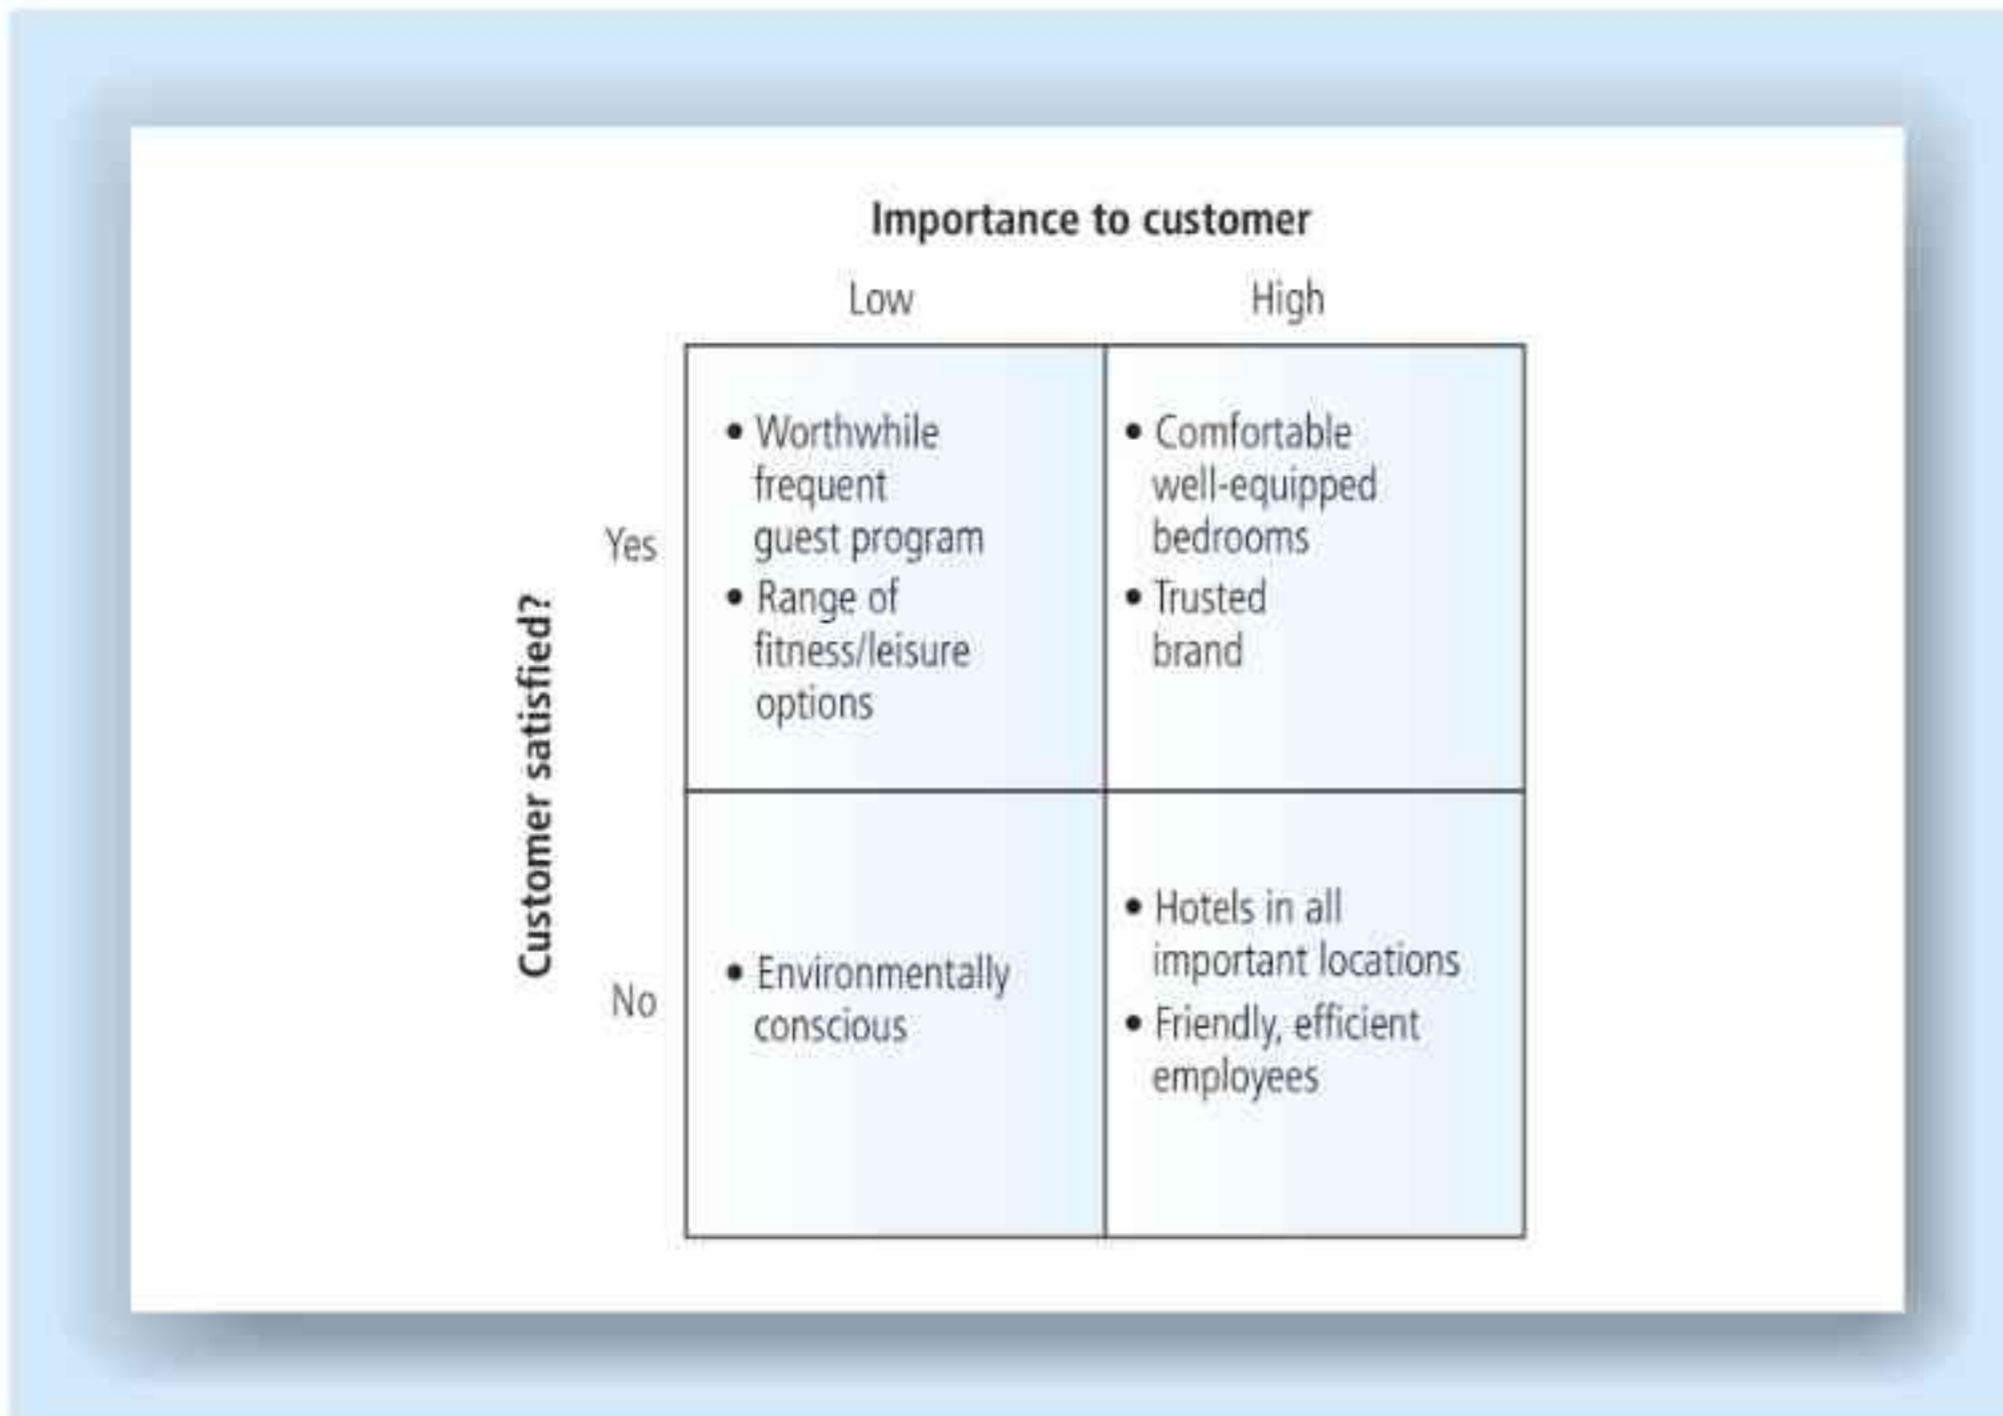 Importance to customer
Low High
Customer satisfied?
Yes
• Worthwhile
frequent
guest program
• Range of
fitness/leisure
options
• Comfortable
well-equipped
bedrooms
• Trusted
brand
No
• Environmentally
conscious
• Hotels in all
important locations
• Friendly, efficient
employees